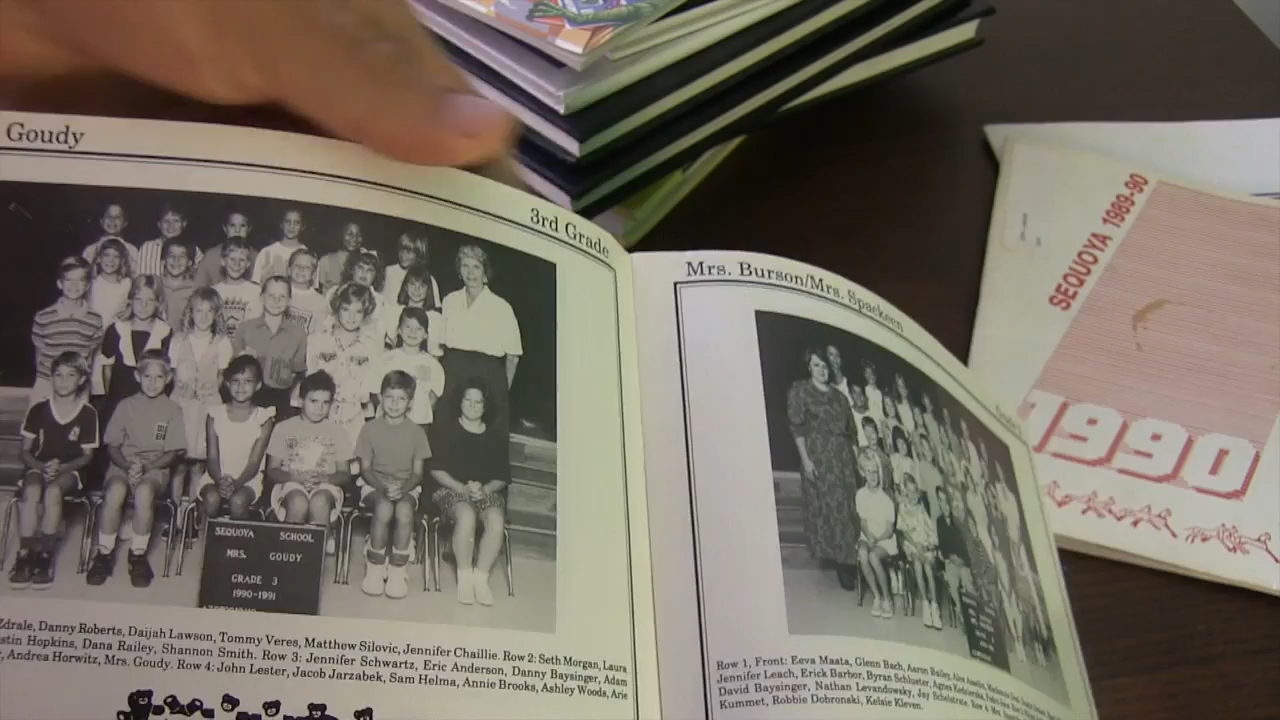 Goudy
3rd Grade
SEQUOYA SCHOOL
MRS. GOUDY
GRADE 3
1990-1991
Zdrale, Danny Roberts, Daijah Lawson, Tommy Veres, Matthew Silovic, Jennifer Chaillie. Row 2: Seth Morgan, Laura
stin Hopkins, Dana Railey, Shannon Smith. Row 3: Jennifer Schwartz, Eric Anderson, Danny Baysinger, Adam
Andrea Horwitz, Mrs. Goudy. Row 4: John Lester, Jacob Jarzabek, Sam Helma, Annie Brooks, Ashley Woods, Arie
Mrs. Burson/Mrs. Spackeen
Row 1, Front: Eeva Maata, Glenn Bach, Aaron Bailey,
Jennifer Leach, Erick Barbor, Byran Schlueter, Agnes
David Baysinger, Nathan Levandowsky, Jay Schelstrate. Row 4:
Kummet, Robbie Dobronski, Kelsie Kleven.
SEQUOYA 1989-90
1990